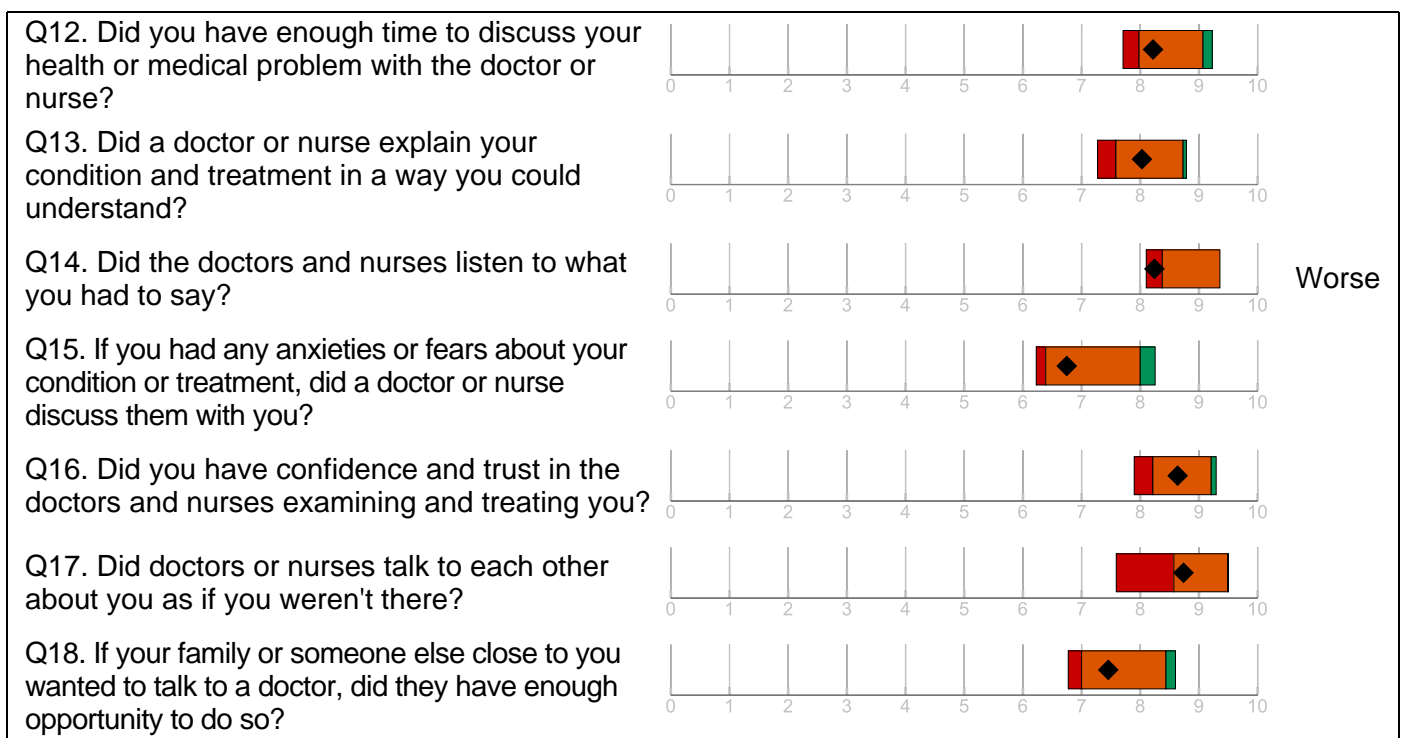 Q12. Did you have enough time to discuss your
health or medical problem with the doctor or
nurse?
0 1 2 3 4 5 6 7 8 9 10
Q13. Did a doctor or nurse explain your
condition and treatment in a way you could
understand?
0 1 2 3 4 5 6 7 8 9 10
Q14. Did the doctors and nurses listen to what
you had to say?
0 1 2 3 4 5 6 7 8 9 10
Worse
Q15. If you had any anxieties or fears about your
condition or treatment, did a doctor or nurse
discuss them with you?
0 1 2 3 4 5 6 7 8 9 10
Q16. Did you have confidence and trust in the
doctors and nurses examining and treating you?
0 1 2 3 4 5 6 7 8 9 10
Q17. Did doctors or nurses talk to each other
about you as if you weren't there?
0 1 2 3 4 5 6 7 8 9 10
Q18. If your family or someone else close to you
wanted to talk to a doctor, did they have enough
opportunity to do so?
0 1 2 3 4 5 6 7 8 9 10